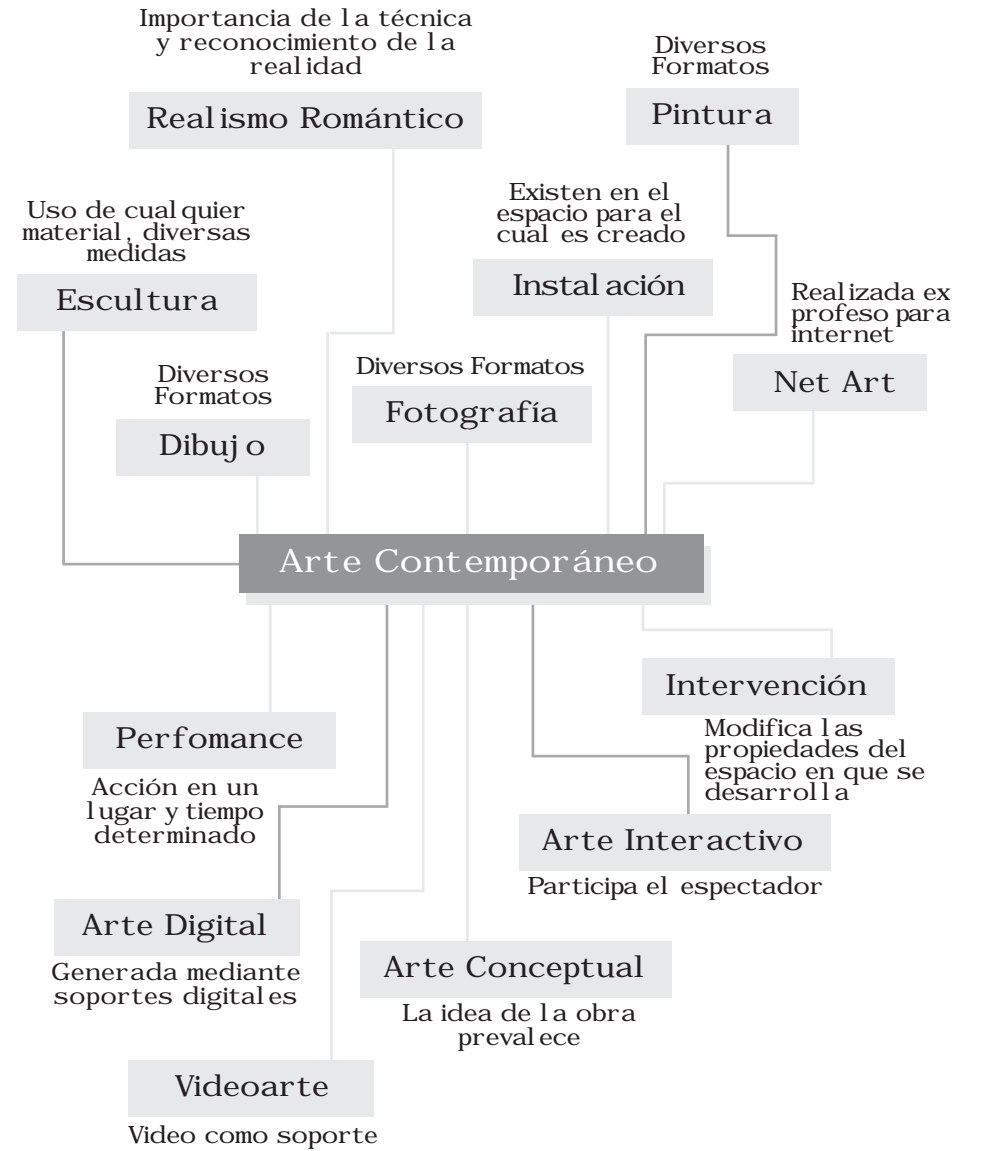 Importancia de la técnica
y reconocimiento de la
realidad
Realismo Romántico
Diversos
Formatos
Pintura
Uso de cualquier
material, diversas
medidas
Escultura
Existen en el
espacio para el
cual es creado
Instalación
Realizada ex
profeso para
internet
Net Art
Diversos
Formatos
Dibujo
Diversos Formatos
Fotografía
Arte Contemporáneo
Perfomance
Acción en un
lugar y tiempo
determinado
Intervención
Modifica las
propiedades del
espacio en que se
desarrolla
Arte Interactivo
Participa el espectador
Arte Digital
Generada mediante
soportes digitales
Arte Conceptual
La idea de la obra
prevalece
Videoarte
Video como soporte